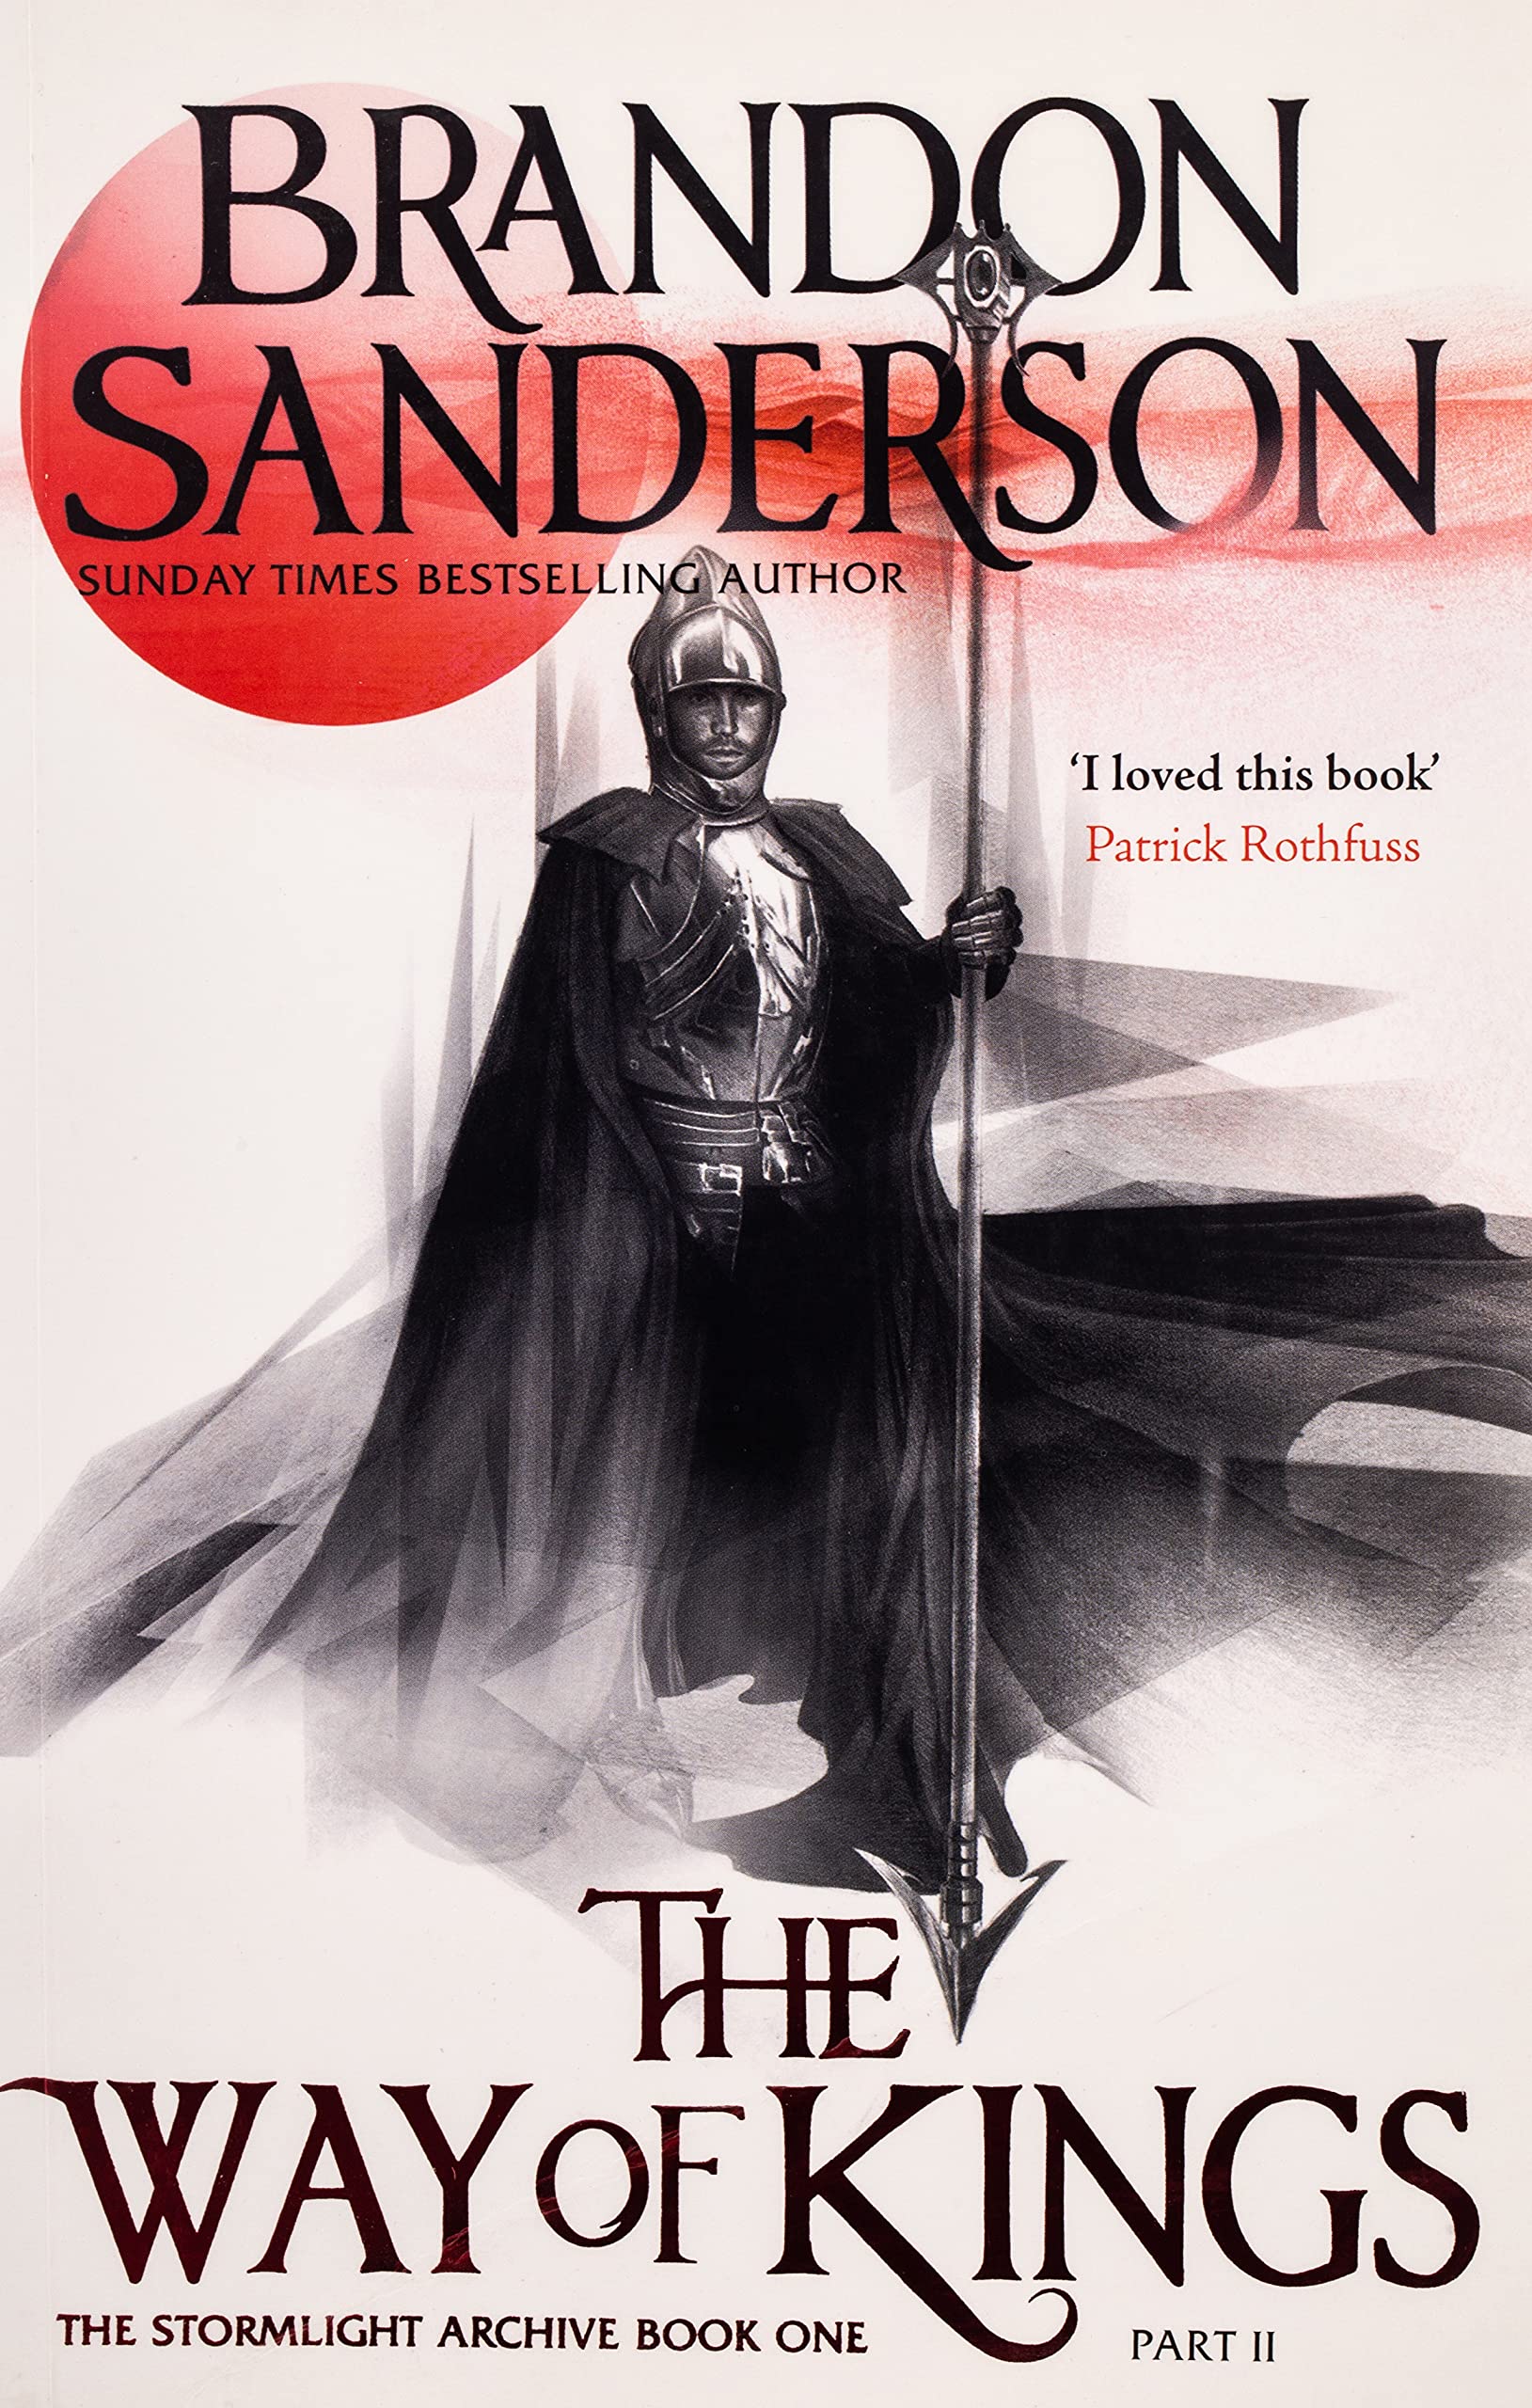 BRANDON
SANDERSON
SUNDAY TIMES BESTSELLING AUTHOR
‘I loved this book’
Patrick Rothfuss
THE
WAY OF KINGS
THE STORMLIGHT ARCHIVE BOOK ONE
PART II